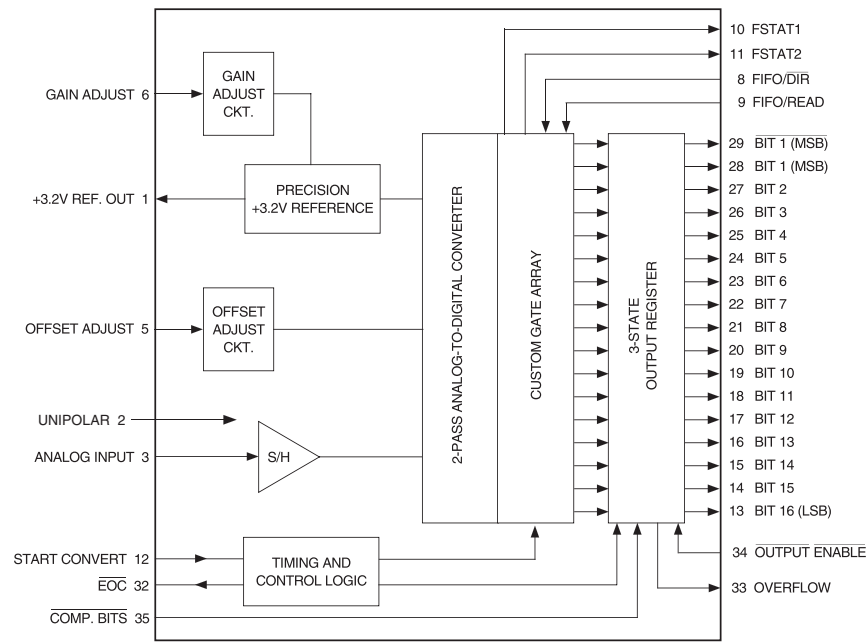 10 FSTAT1
11 FSTAT2
8 FIFO/DIR
9 FIFO/READ
GAIN ADJUST 6
GAIN
ADJUST
CKT.
+3.2V REF. OUT 1
PRECISION
+3.2V REFERENCE
OFFSET ADJUST 5
OFFSET
ADJUST
CKT.
UNIPOLAR 2
ANALOG INPUT 3
S/H
2-PASS ANALOG-TO-DIGITAL CONVERTER
CUSTOM GATE ARRAY
3-STATE
OUTPUT REGISTER
29 BIT 1 (MSB)
28 BIT 1 (MSB)
27 BIT 2
26 BIT 3
25 BIT 4
24 BIT 5
23 BIT 6
22 BIT 7
21 BIT 8
20 BIT 9
19 BIT 10
18 BIT 11
17 BIT 12
16 BIT 13
15 BIT 14
14 BIT 15
13 BIT 16 (LSB)
START CONVERT 12
EOC 32
COMP. BITS 35
TIMING AND
CONTROL LOGIC
34 OUTPUT ENABLE
33 OVERFLOW